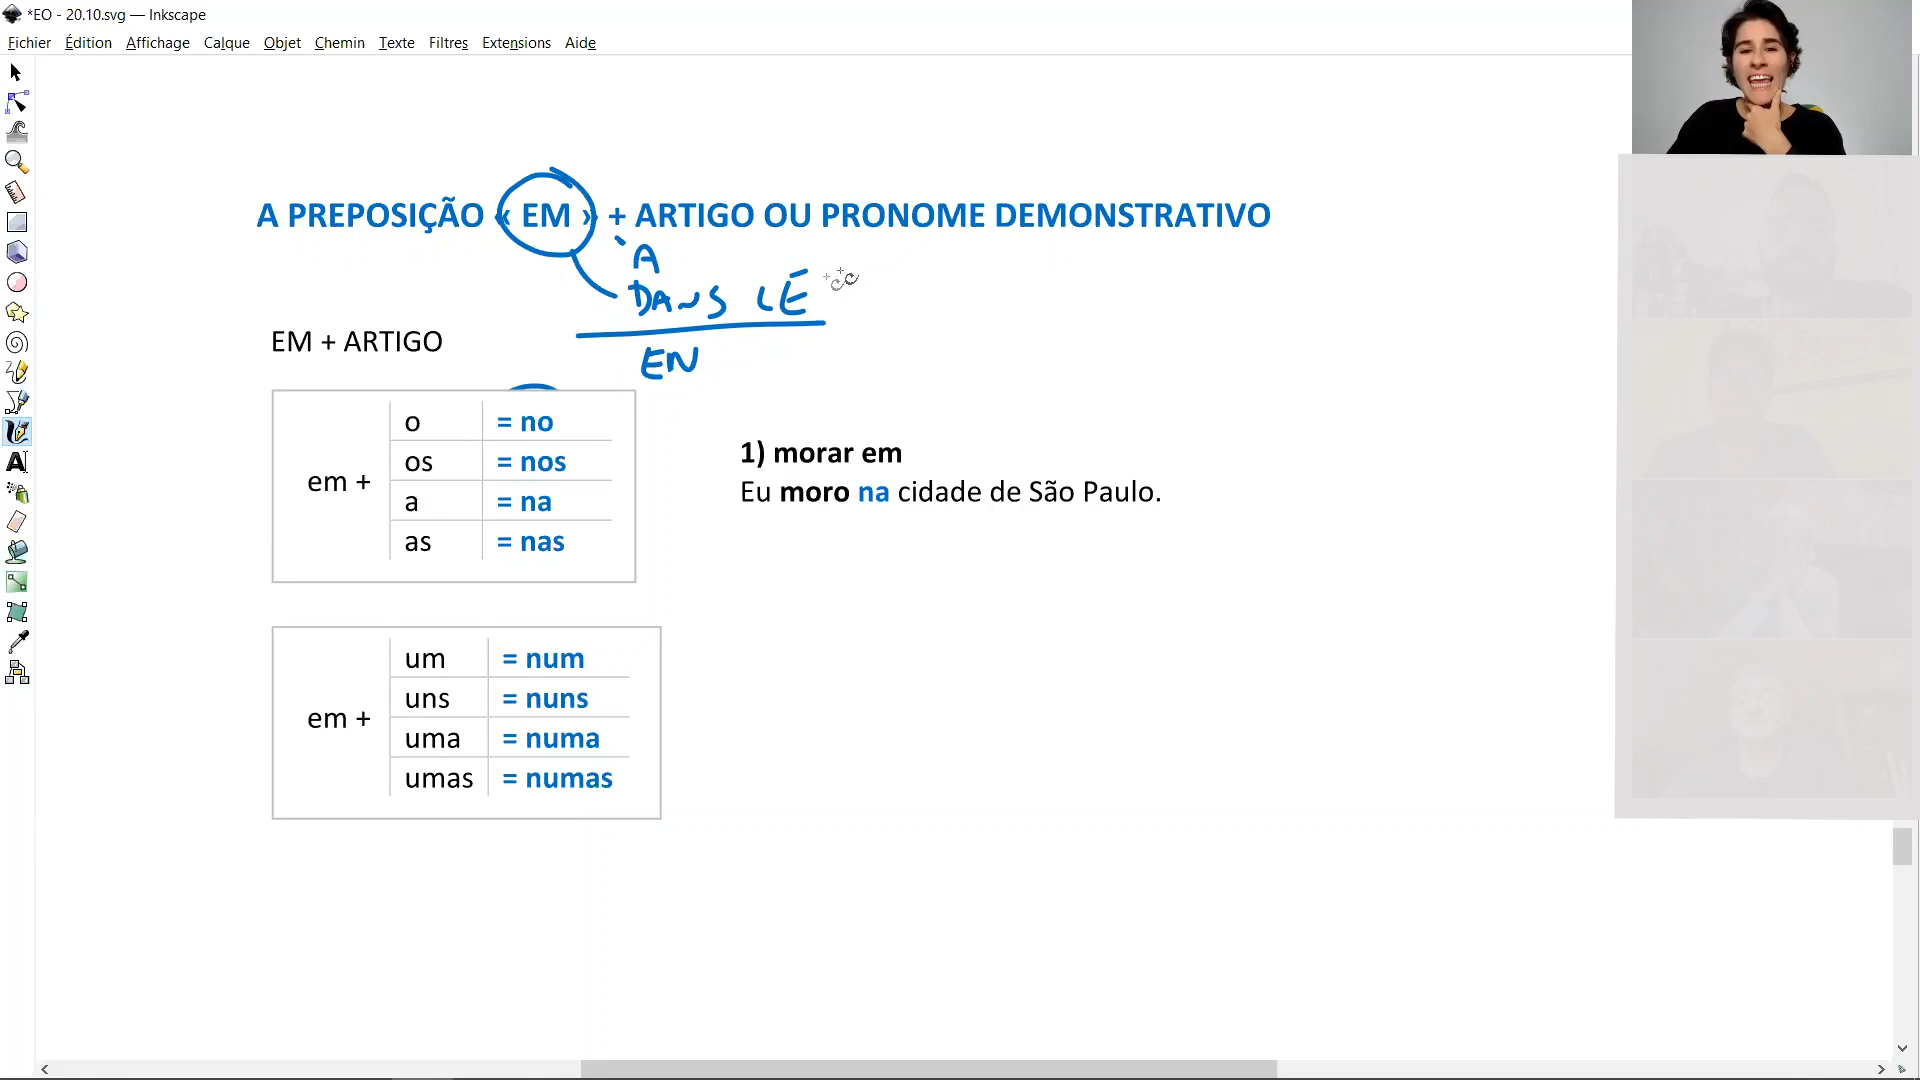 *EO - 20.10.svg — Inkscape
Fichier Édition Affichage Calque Objet Chemin Texte Filtres Extensions Aide
A PREPOSIÇÃO « EM » + ARTIGO OU PRONOME DEMONSTRATIVO
À
DANS LE
EN
EM + ARTIGO
em +
o = no
os = nos
a = na
as = nas
1) morar em
Eu moro na cidade de São Paulo.
em +
um = num
uns = nuns
uma = numa
umas = numas